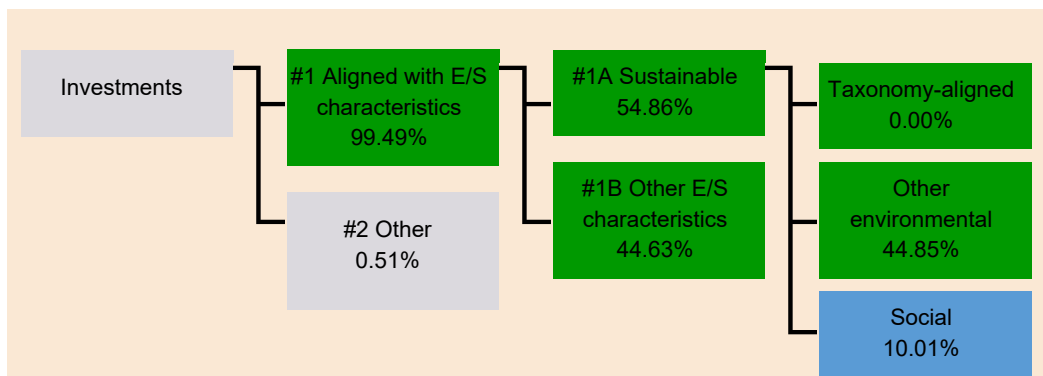 Investments
#1 Aligned with E/S
characteristics
99.49%
#2 Other
0.51%
#1A Sustainable
54.86%
#1B Other E/S
characteristics
44.63%
Taxonomy-aligned
0.00%
Other
environmental
44.85%
Social
10.01%